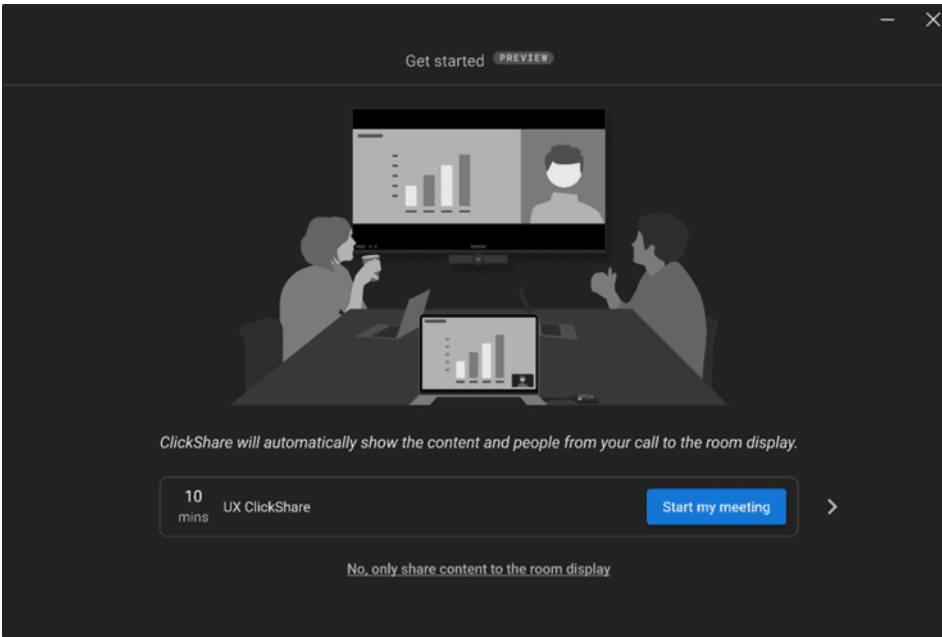 Get started PREVIEW
ClickShare will automatically show the content and people from your call to the room display.
10
mins
UX ClickShare
Start my meeting
No, only share content to the room display